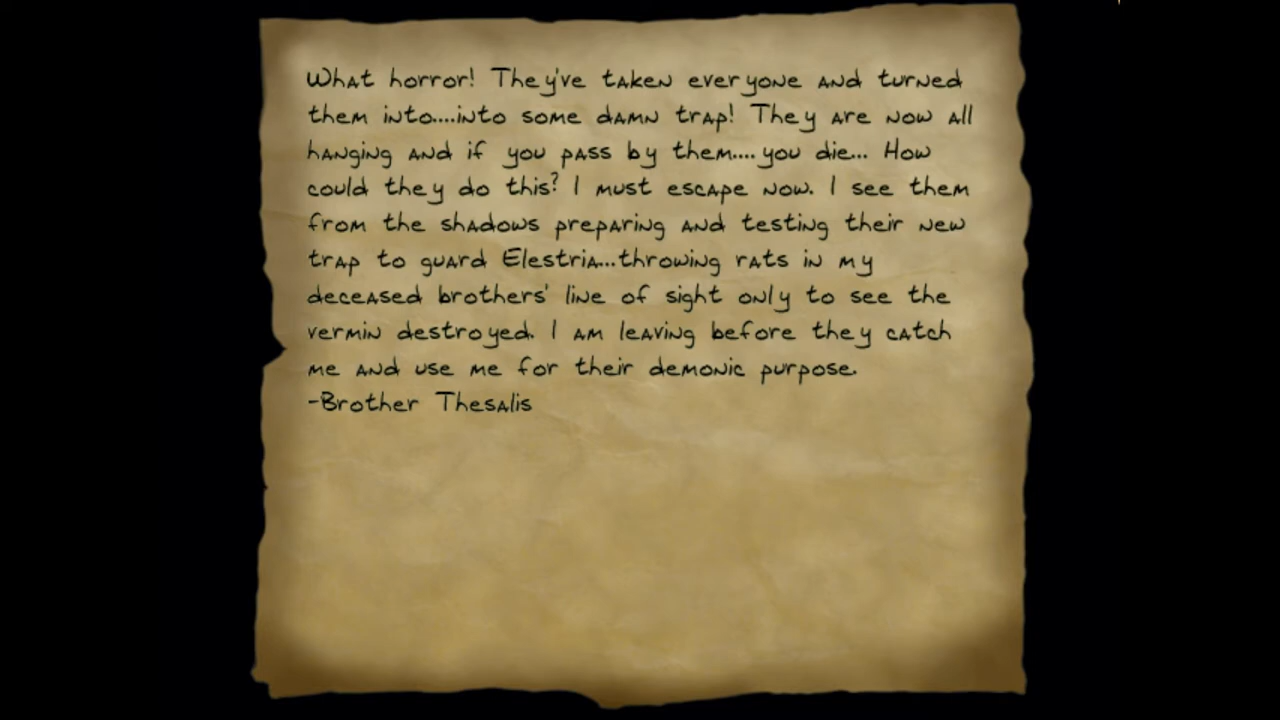 What horror! They've taken everyone and turned
them into....into some damn trap! They are now all
hanging and if you pass by them....you die... How
could they do this? I must escape now. I see them
from the shadows preparing and testing their new
trap to guard Elestria...throwing rats in my
deceased brothers' line of sight only to see the
vermin destroyed. I am leaving before they catch
me and use me for their demonic purpose.
-Brother Thesalis